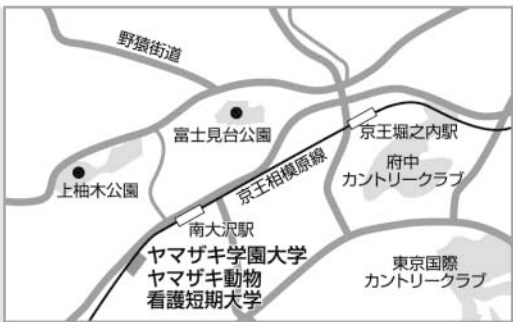 野猿街道
富士見台公園
京王堀之内駅
府中
カントリークラブ
上柚木公園
京王相模原線
南大沢駅
ヤマザキ学園大学
ヤマザキ動物
看護短期大学
東京国際
カントリークラブ